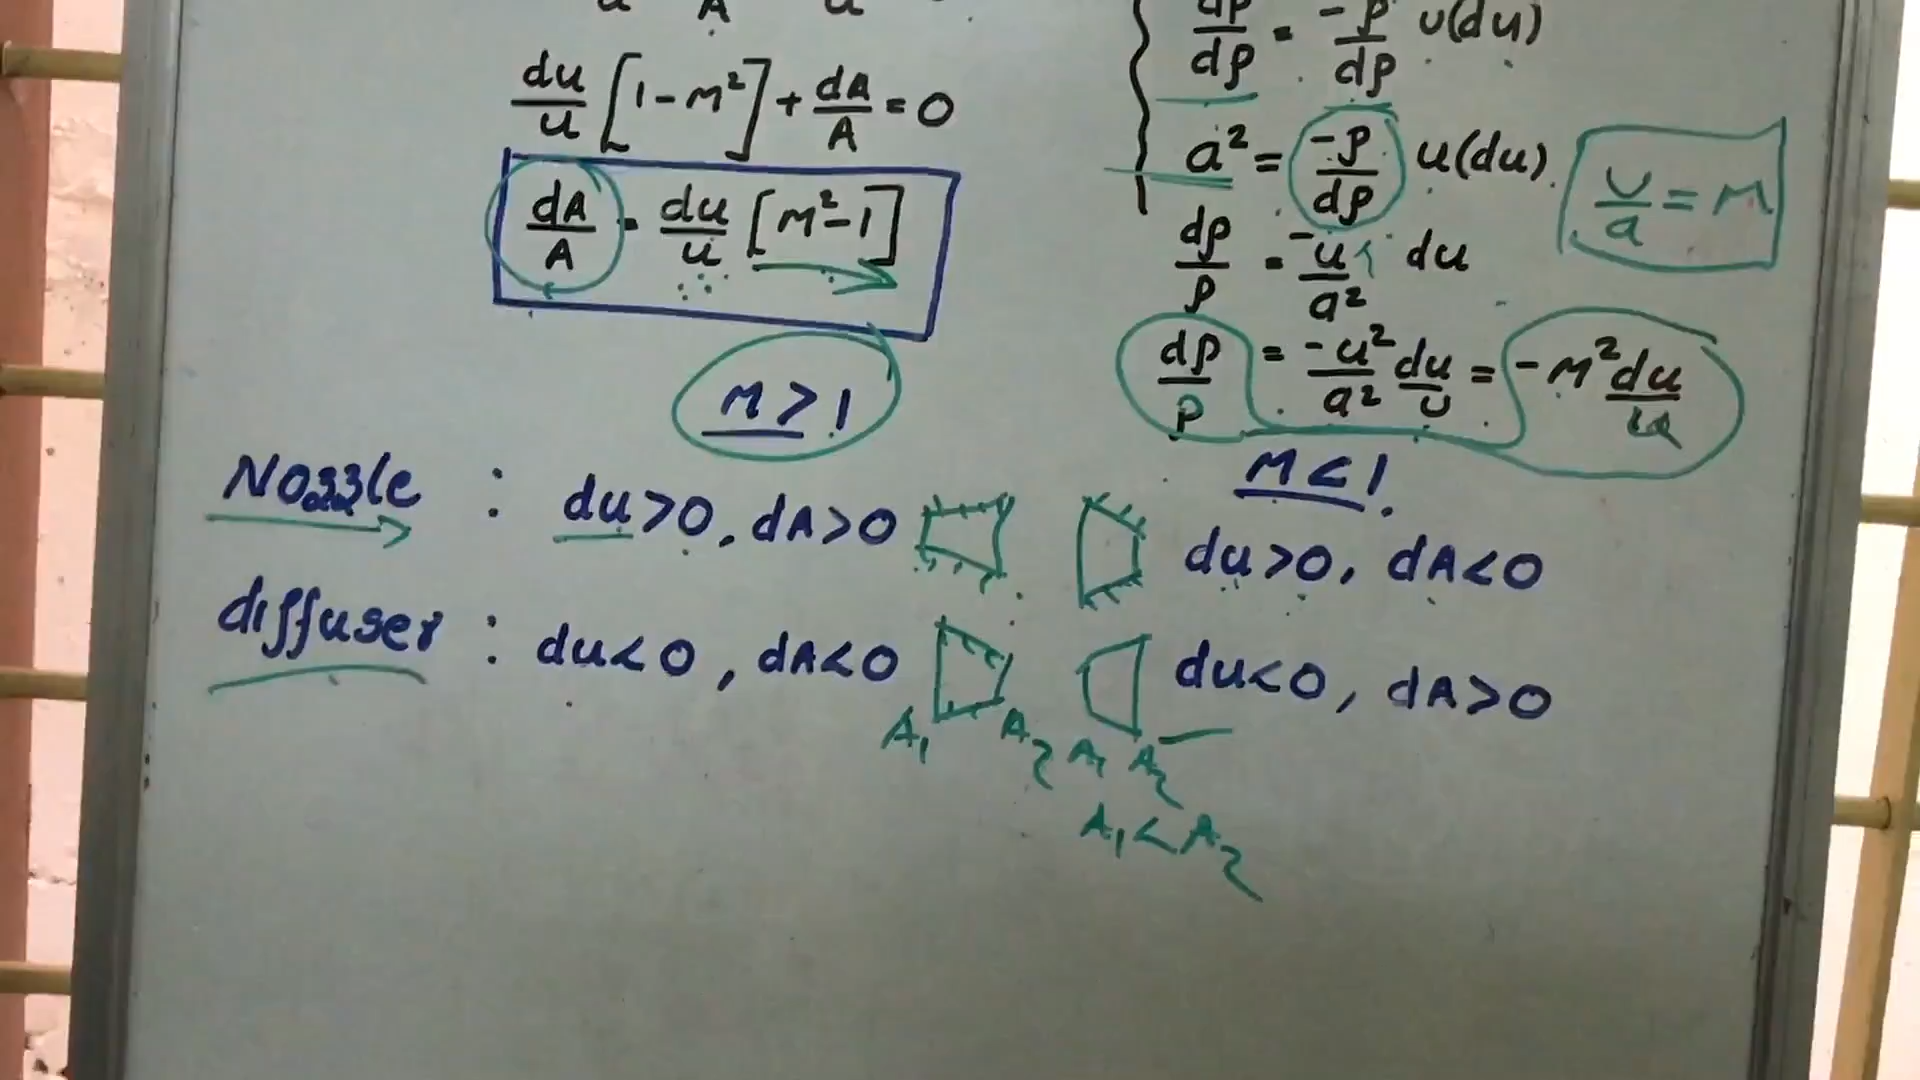 u A u
du/u [1-M²] + dA/A = 0
dA/A = du/u [M²-1]
M > 1
dp/dρ = -ρ/dρ u(du)
a² = -ρ/dρ u(du)
u/a = M
dρ/ρ = -u/a² du
dρ/ρ = -u²/a² du/u = -M² du/u
M < 1
Nozzle : du>0, dA>0
du>0, dA<0
diffuser : du<0, dA<0
du<0, dA>0
A₁ A₂ A₁ A₂
A₁ < A₂